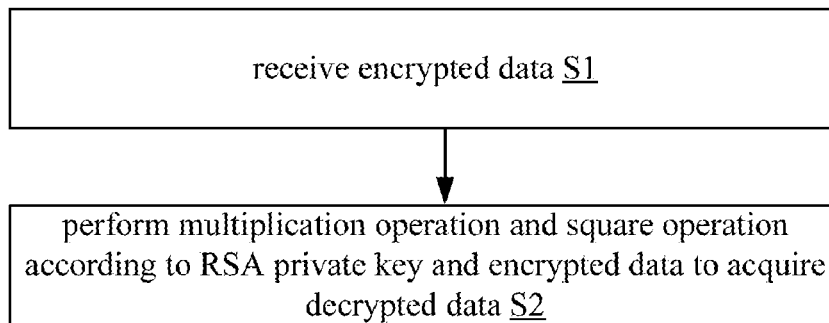 receive encrypted data S1
perform multiplication operation and square operation
according to RSA private key and encrypted data to acquire
decrypted data S2